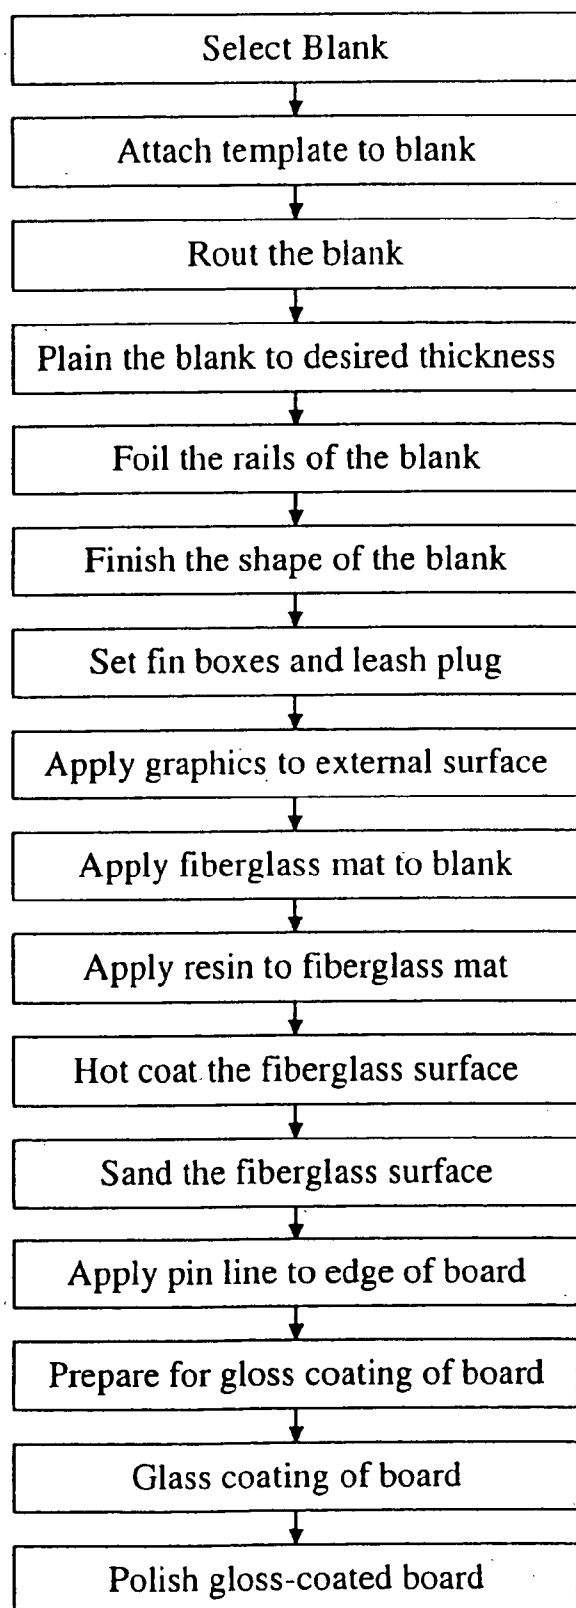 Select Blank
Attach template to blank
Rout the blank
Plain the blank to desired thickness
Foil the rails of the blank
Finish the shape of the blank
Set fin boxes and leash plug
Apply graphics to external surface
Apply fiberglass mat to blank
Apply resin to fiberglass mat
Hot coat the fiberglass surface
Sand the fiberglass surface
Apply pin line to edge of board
Prepare for gloss coating of board
Glass coating of board
Polish gloss-coated board